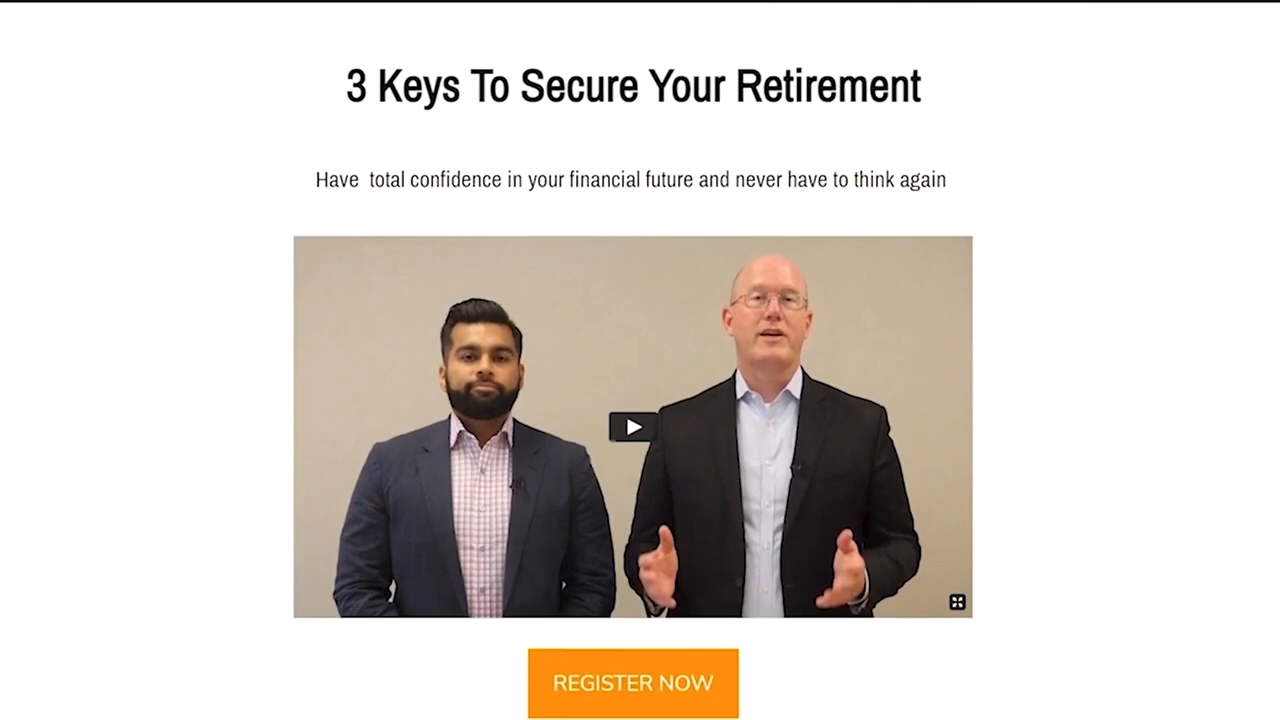 3 Keys To Secure Your Retirement
Have  total confidence in your financial future and never have to think again
REGISTER NOW